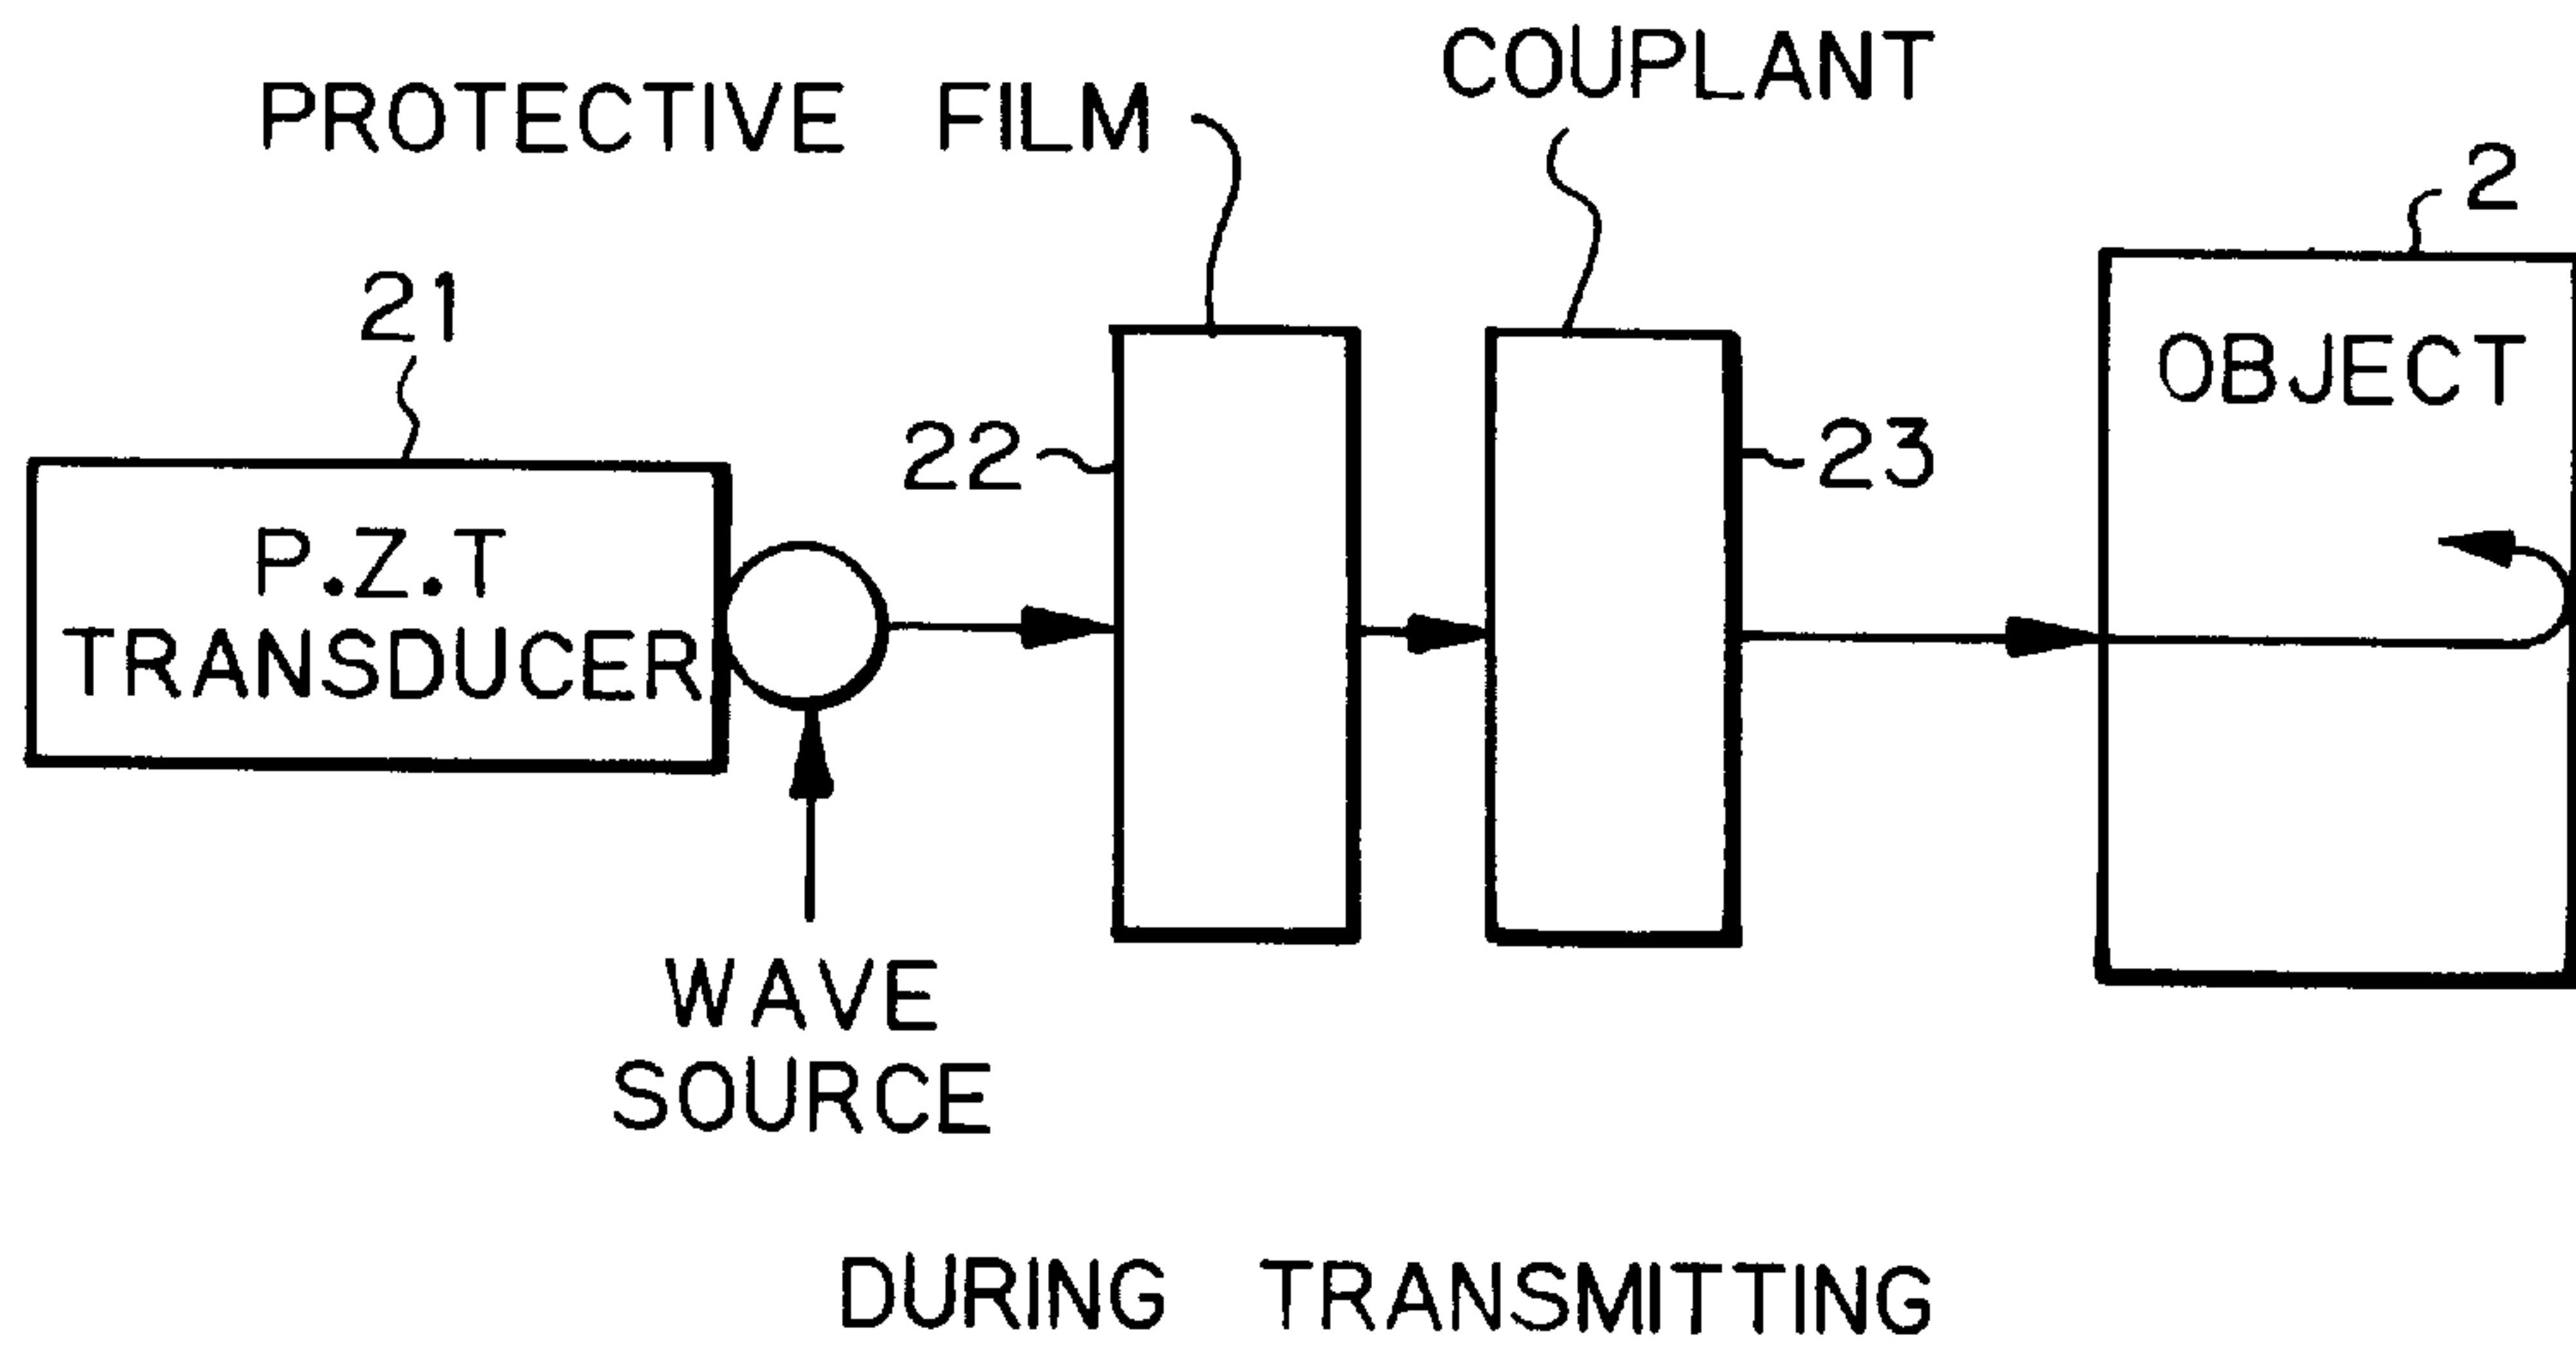 COUPLANT
PROTECTIVE FILM
2
21
OBJECT
22
23
P.Z.T
TRANSDUCER
WAVE
SOURCE
DURING TRANSMITTING